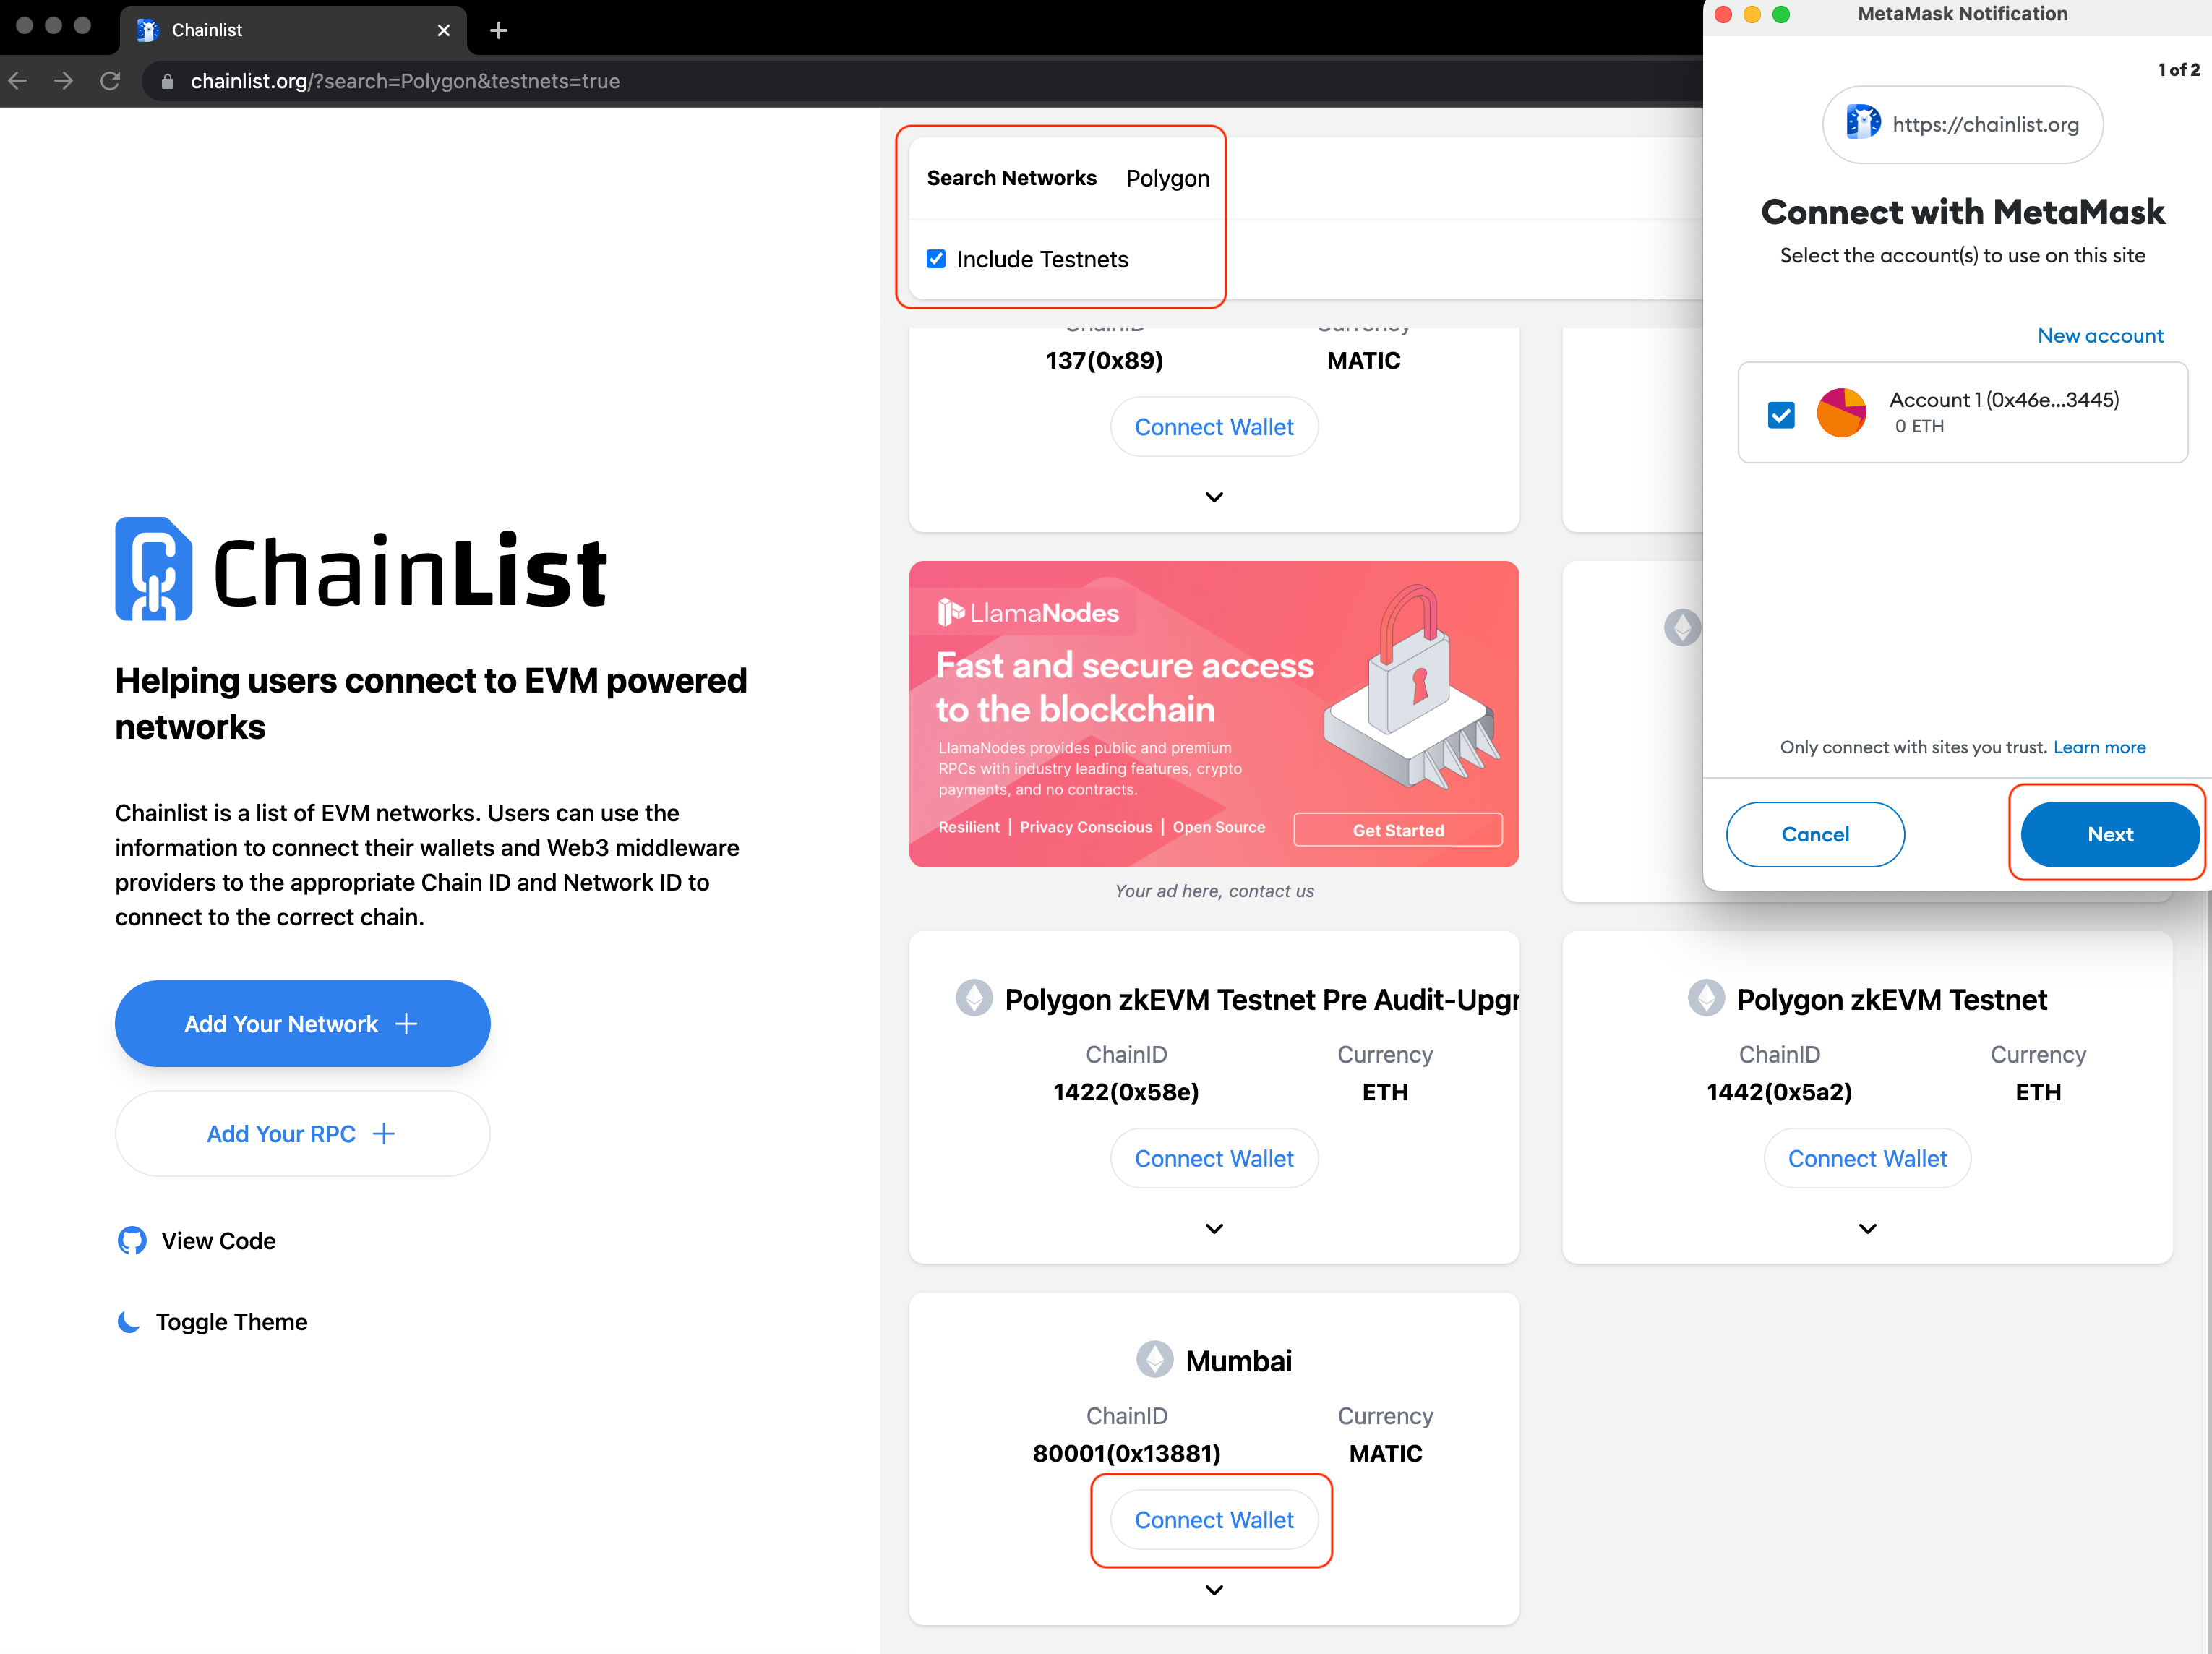 Chainlist
chainlist.org/?search=Polygon&testnets=true
ChainList
Helping users connect to EVM powered
networks
Chainlist is a list of EVM networks. Users can use the
information to connect their wallets and Web3 middleware
providers to the appropriate Chain ID and Network ID to
connect to the correct chain.
Add Your Network
Add Your RPC
View Code
Toggle Theme
Search Networks Polygon
Include Testnets
ChainID Currency
137(0x89) MATIC
Connect Wallet
LlamaNodes
Fast and secure access
to the blockchain
LlamaNodes provides public and premium
RPCs with industry leading features, crypto
payments, and no contracts.
Resilient | Privacy Conscious | Open Source
Get Started
Your ad here, contact us
Polygon zkEVM Testnet Pre Audit-Upgr
ChainID Currency
1422(0x58e) ETH
Connect Wallet
Polygon zkEVM Testnet
ChainID Currency
1442(0x5a2) ETH
Connect Wallet
Mumbai
ChainID Currency
80001(0x13881) MATIC
Connect Wallet
MetaMask Notification
1 of 2
https://chainlist.org
Connect with MetaMask
Select the account(s) to use on this site
New account
Account 1 (0x46e...3445)
0 ETH
Only connect with sites you trust. Learn more
Cancel
Next